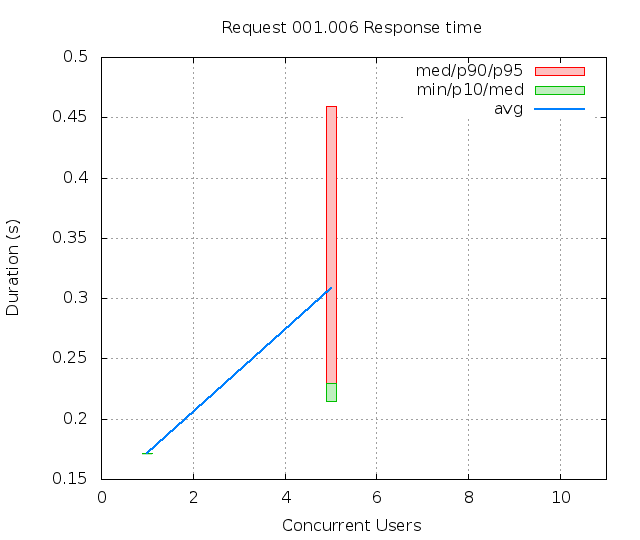 Request 001.006 Response time
med/p90/p95
min/p10/med
avg
0.5
0.45
0.4
0.35
0.3
0.25
0.2
0.15
Duration (s)
0 2 4 6 8 10
Concurrent Users